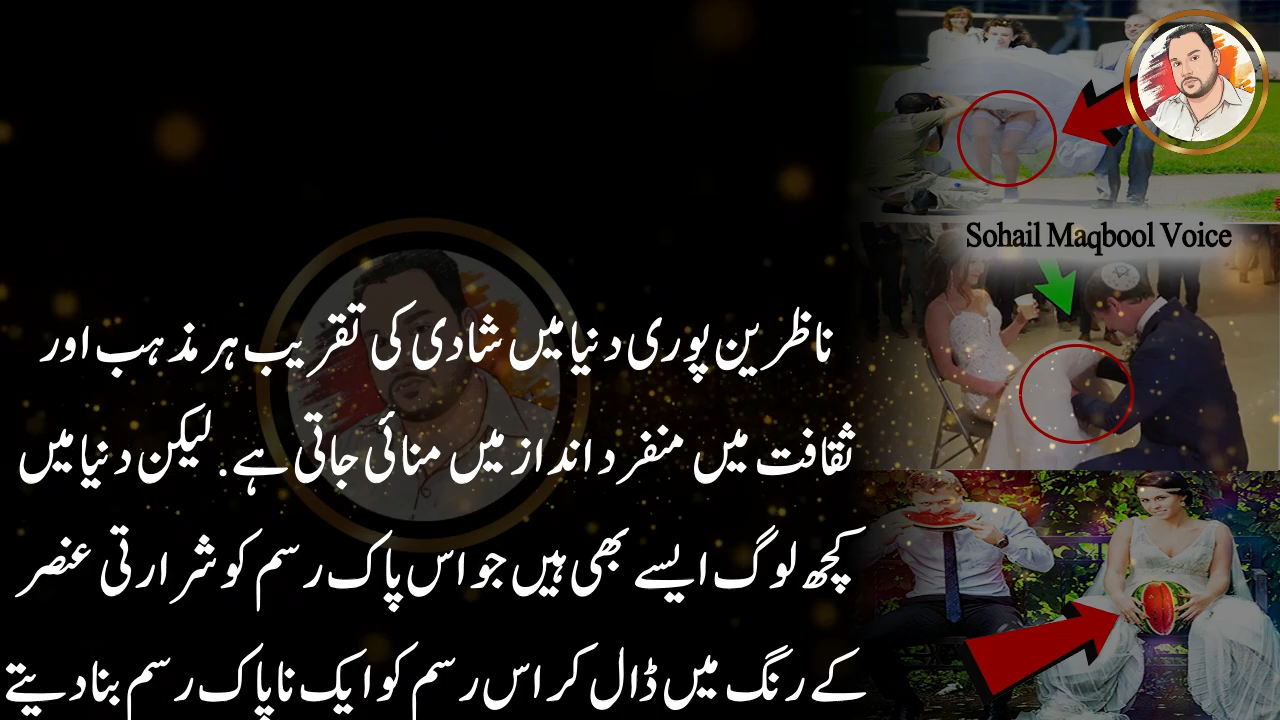 ناظرین پوری دنیا میں شادی کی تقریب ہر مذہب اور
ثقافت میں منفرد انداز میں منائی جاتی ہے. لیکن دنیا میں
کچھ لوگ ایسے بھی ہیں جو اس پاک رسم کو شرارتی عنصر
کے رنگ میں ڈال کر اس رسم کو ایک ناپاک رسم بنا دیتے
Sohail Maqbool Voice